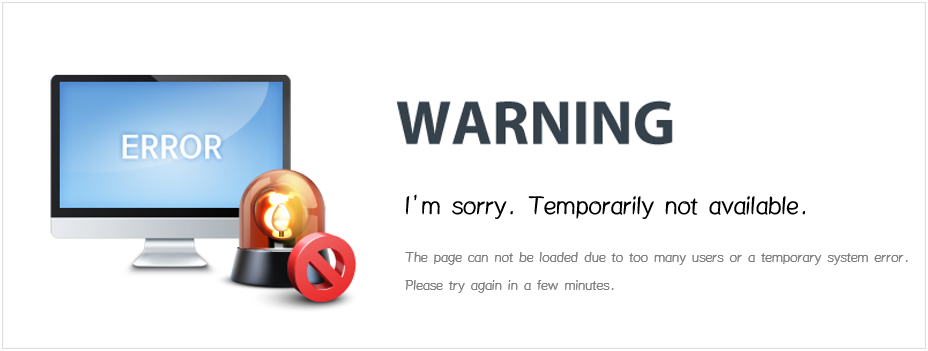 ERROR
WARNING
I'm sorry. Temporarily not available.
The page can not be loaded due to too many users or a temporary system error.
Please try again in a few minutes.